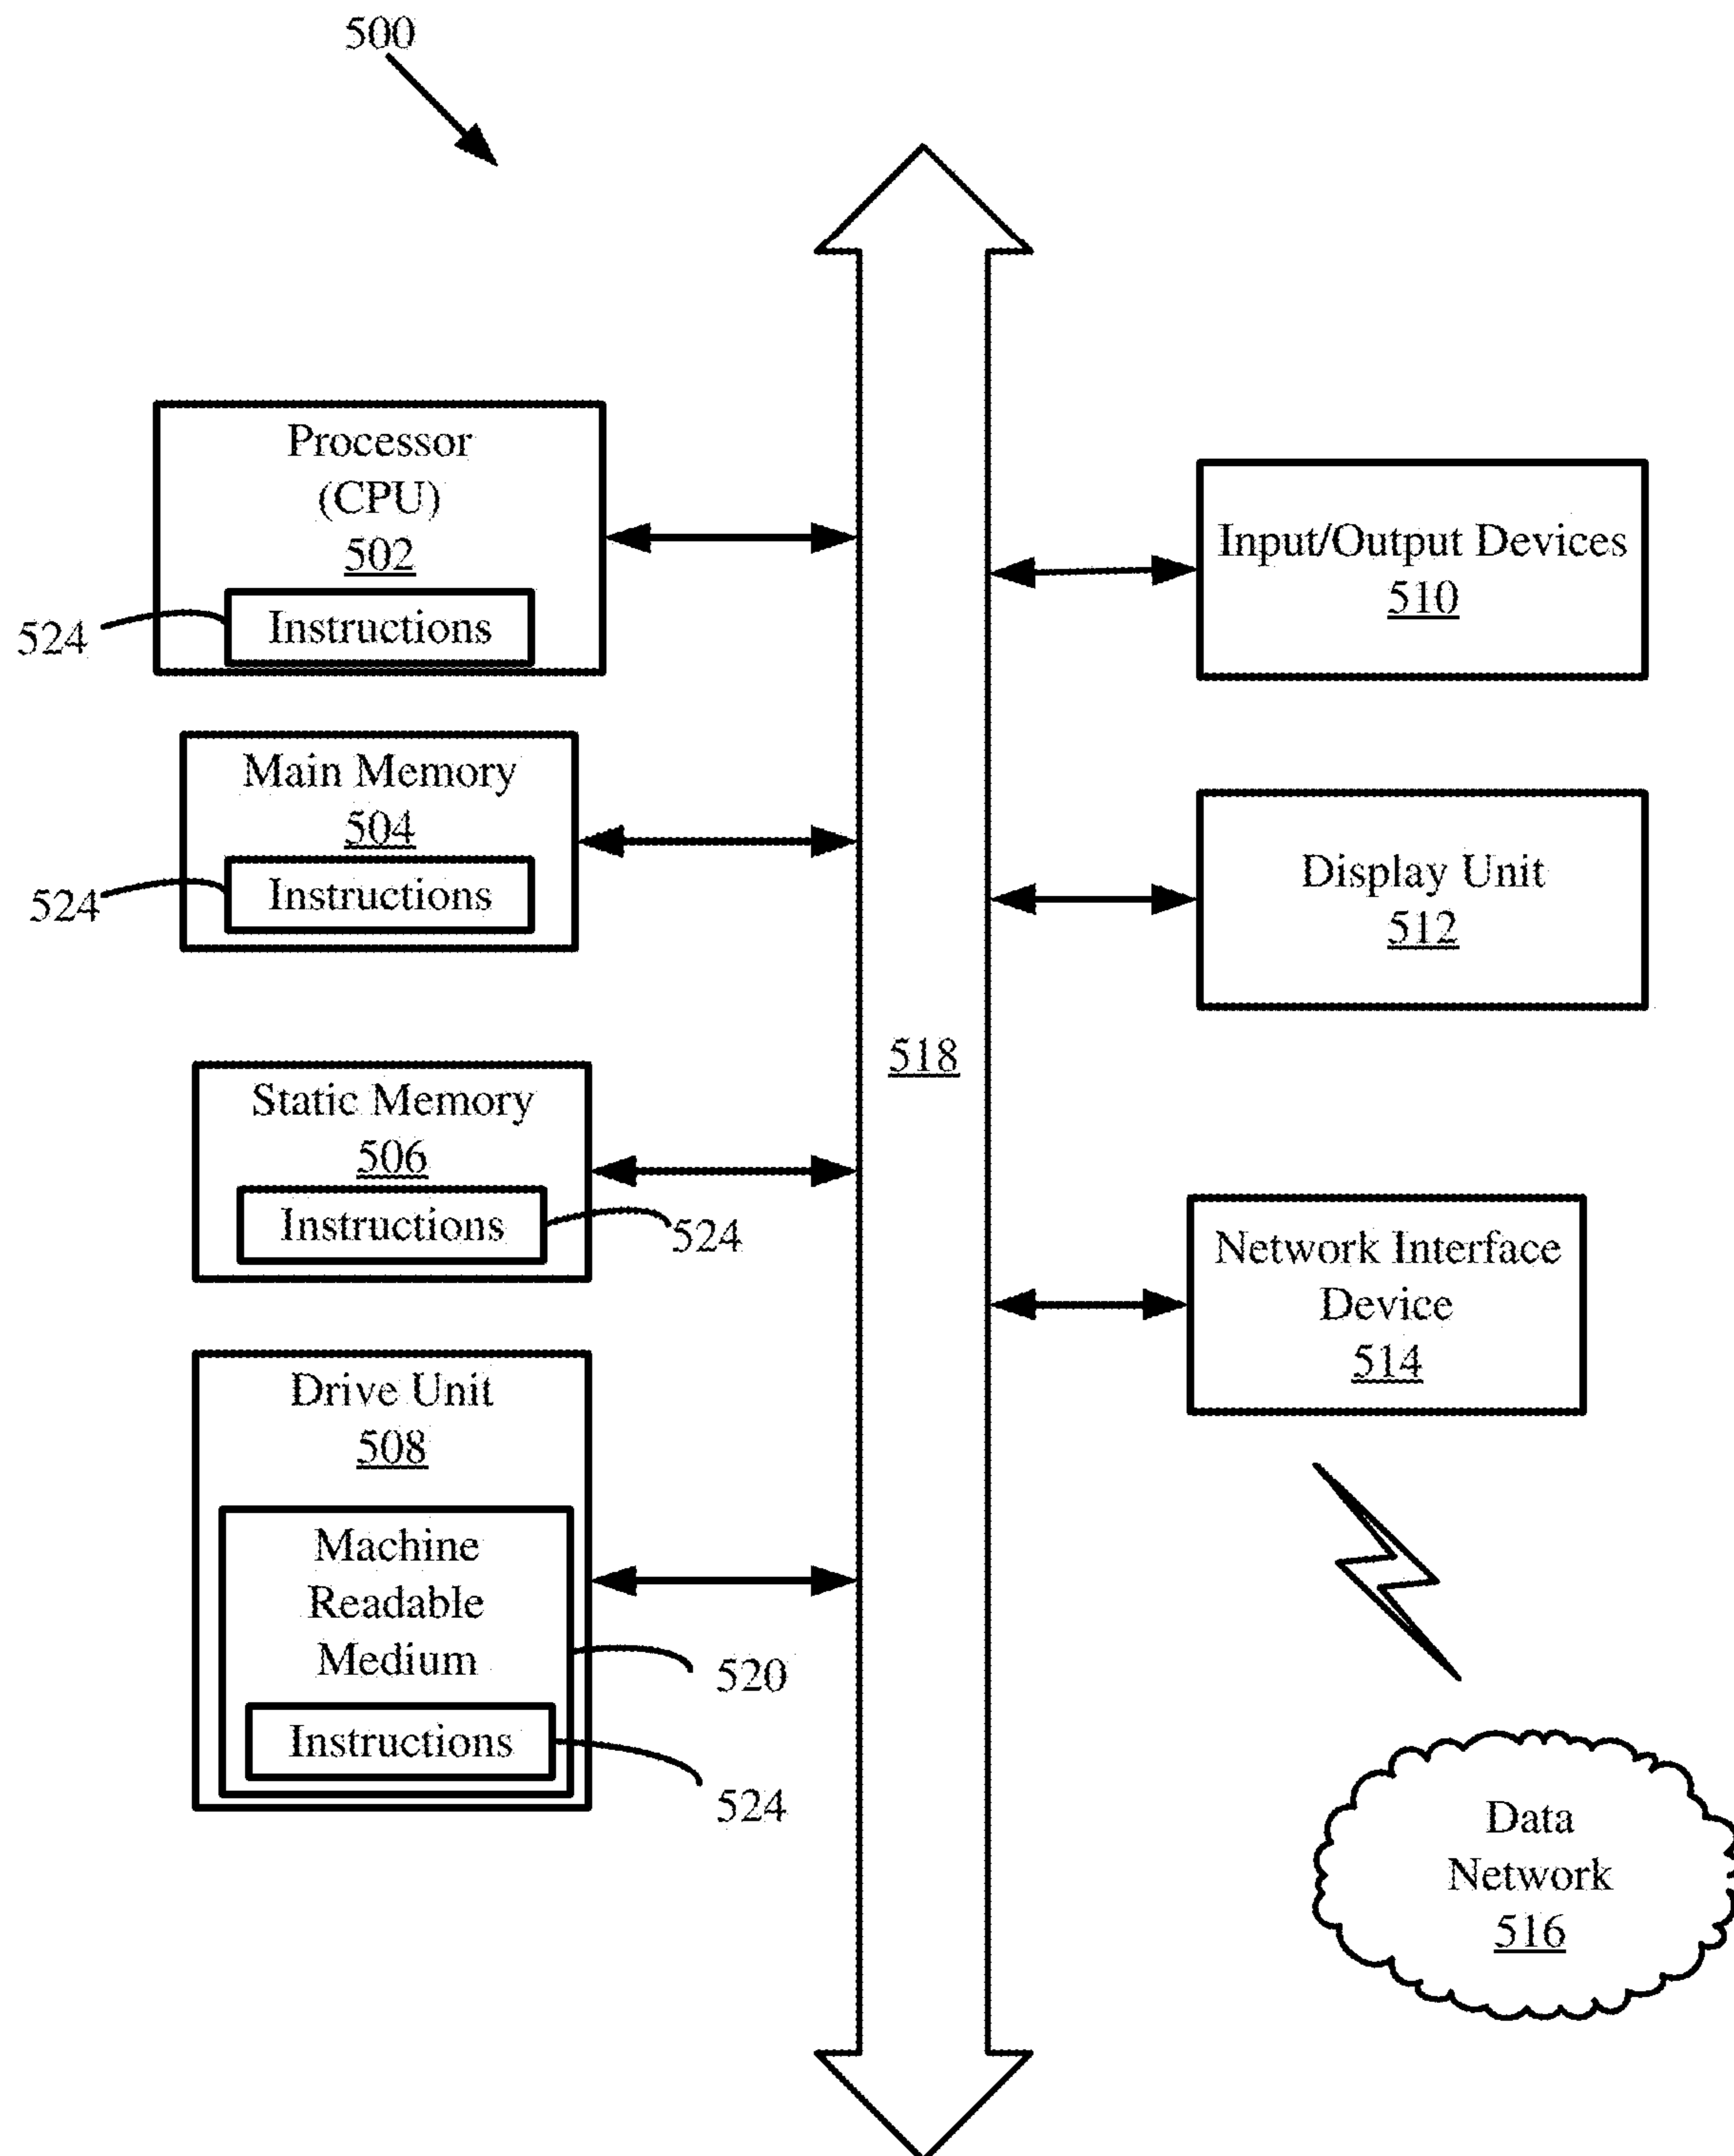 500
Processor
(CPU)
502
Instructions
524
Main Memory
504
Instructions
524
Static Memory
506
Instructions
524
Drive Unit
508
Machine
Readable
Medium
520
Instructions
524
518
Input/Output Devices
510
Display Unit
512
Network Interface
Device
514
Data
Network
516